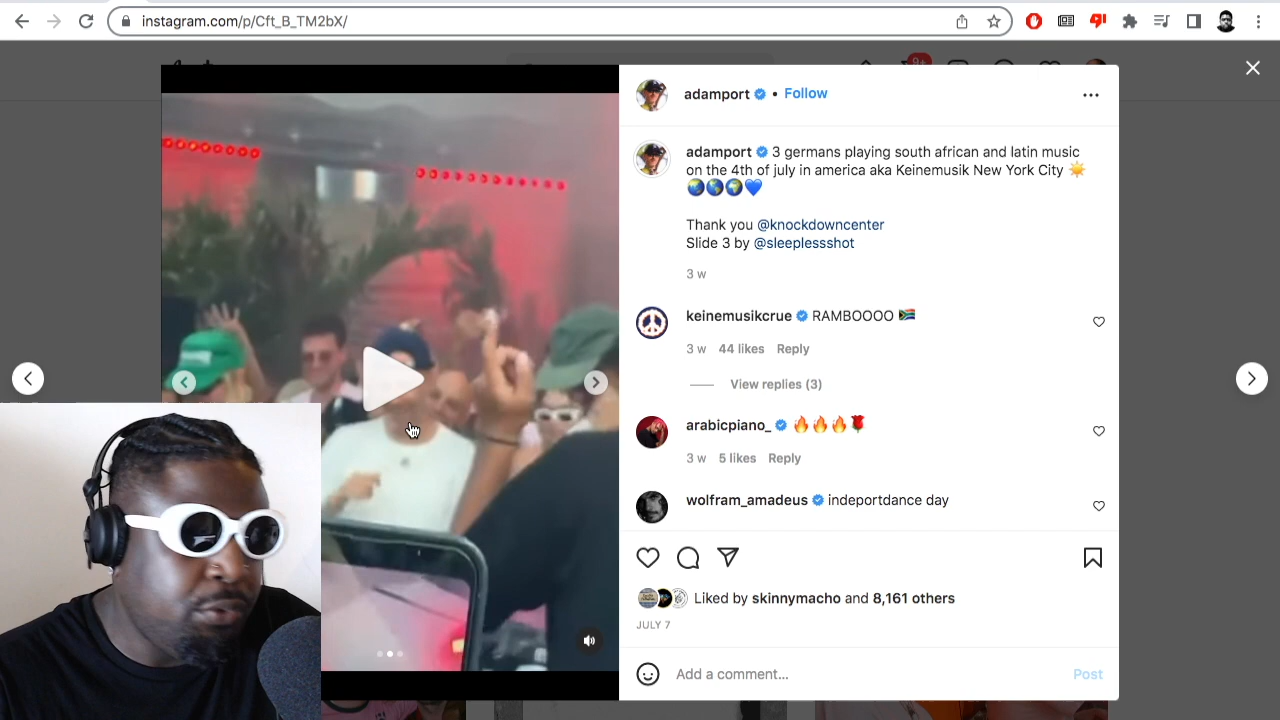 instagram.com/p/Cft_B_TM2bX/
9+
adamport • Follow
adamport 3 germans playing south african and latin music
on the 4th of july in america aka Keinemusik New York City ☀️
🌏🌎🌍💙
Thank you @knockdowncenter
Slide 3 by @sleeplessshot
3 w
keinemusikcrue RAMBOOOO 🇿🇦
3 w 44 likes Reply
View replies (3)
arabicpiano_ 🔥🔥🔥🌹
3 w 5 likes Reply
wolfram_amadeus indeportdance day
Liked by skinnymacho and 8,161 others
JULY 7
Add a comment...
Post